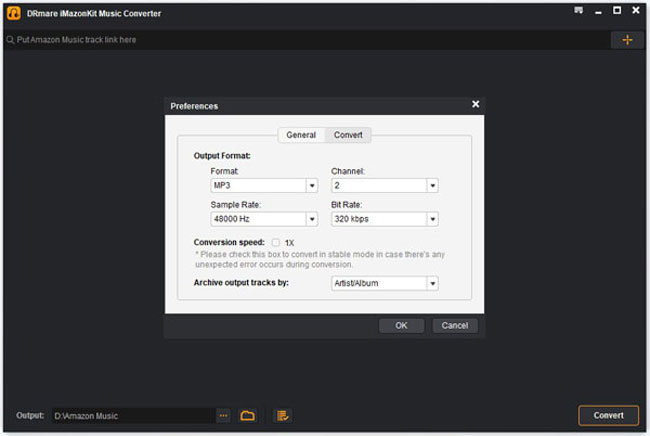 DRmare iMazonKit Music Converter
Put Amazon Music track link here
Preferences
General Convert
Output Format:
Format: Channel:
MP3 2
Sample Rate: Bit Rate:
48000 Hz 320 kbps
Conversion speed: 1X
* Please check this box to convert in stable mode in case there's any
unexpected error occurs during conversion.
Archive output tracks by: Artist/Album
OK Cancel
Output: D:\Amazon Music ... Convert